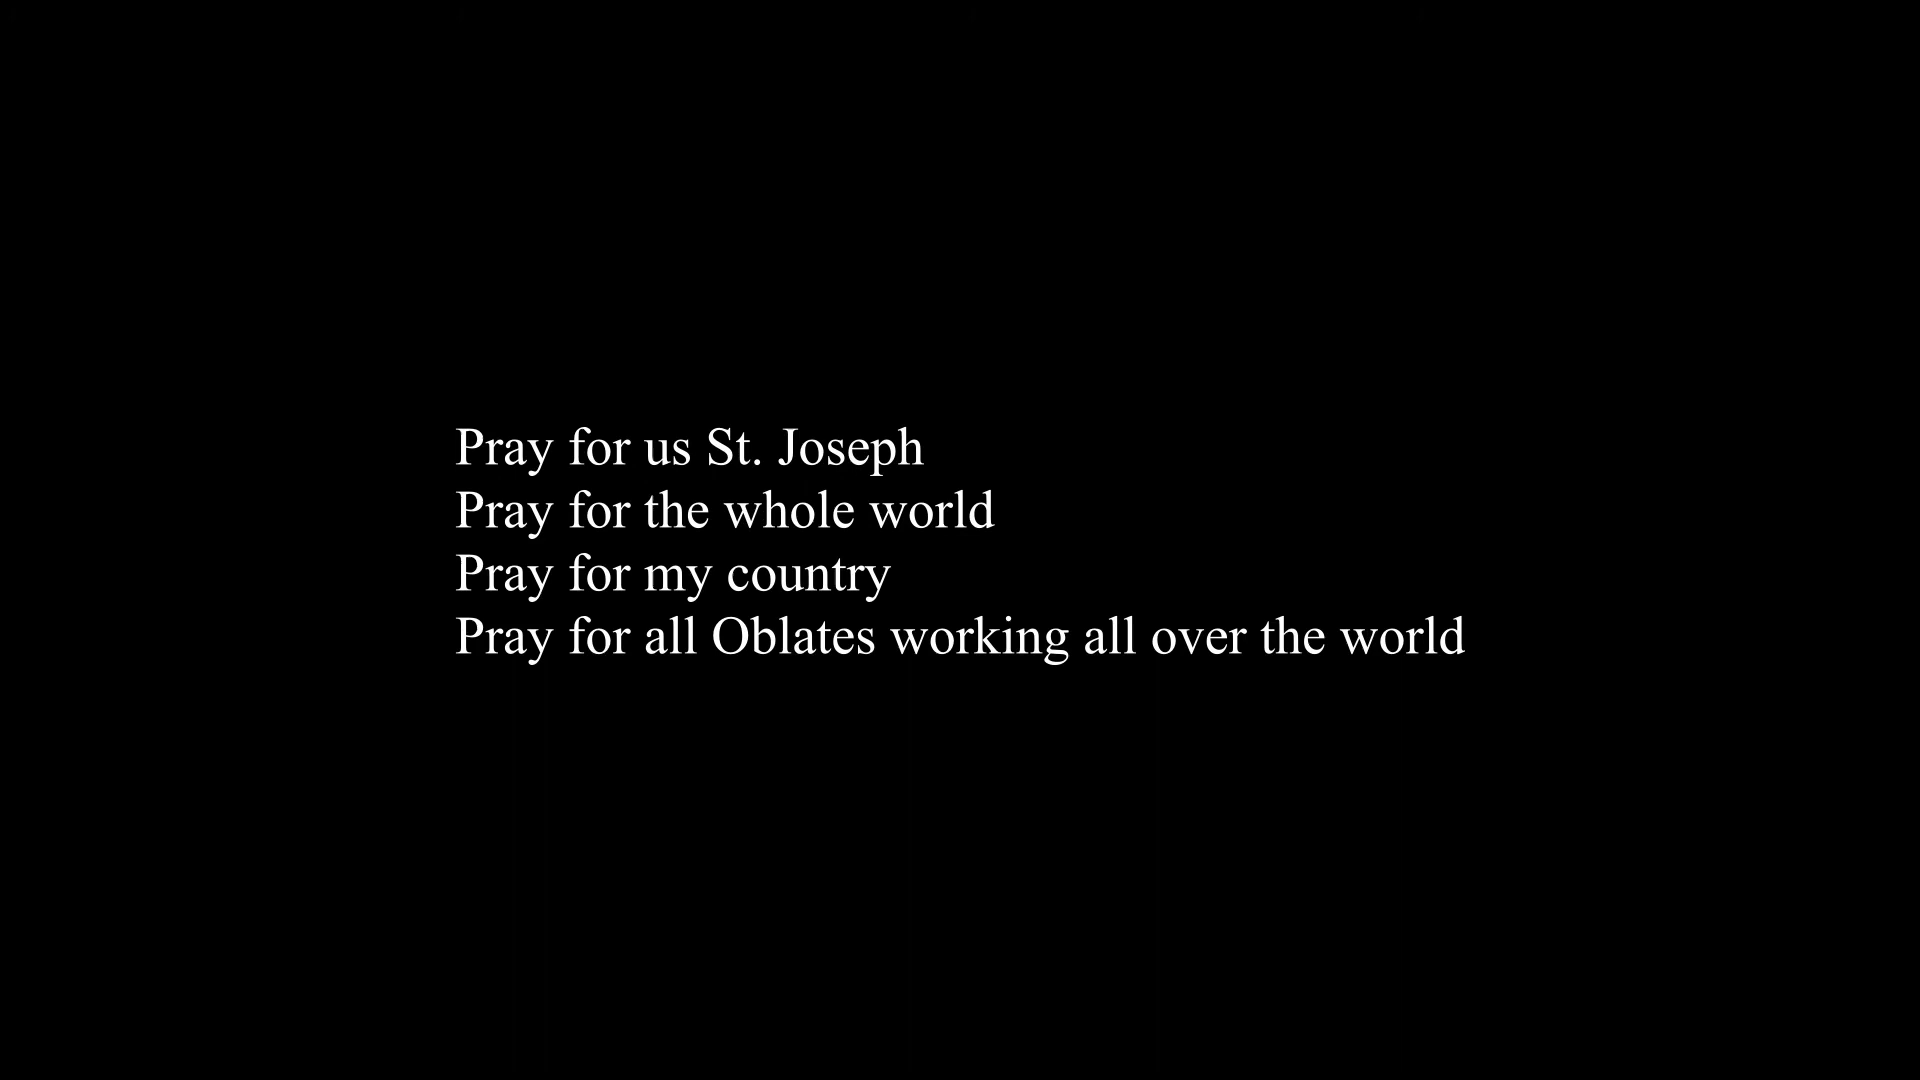 Pray for us St. Joseph
Pray for the whole world
Pray for my country
Pray for all Oblates working all over the world